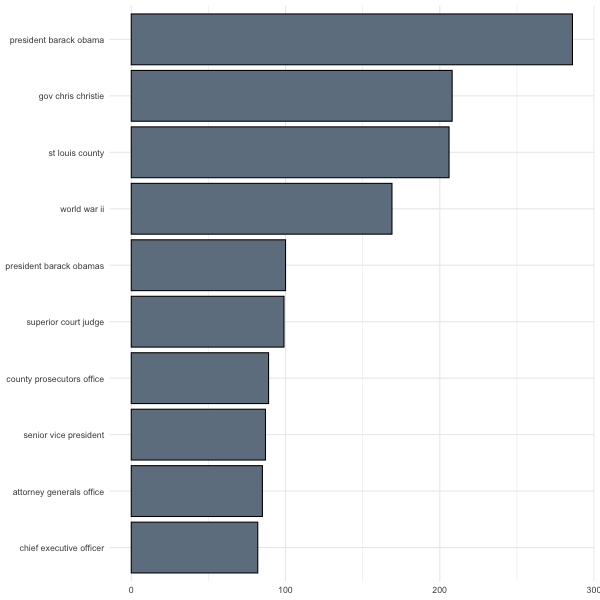 president barack obama
gov chris christie
st louis county
world war ii
president barack obamas
superior court judge
county prosecutors office
senior vice president
attorney generals office
chief executive officer
0 100 200 300